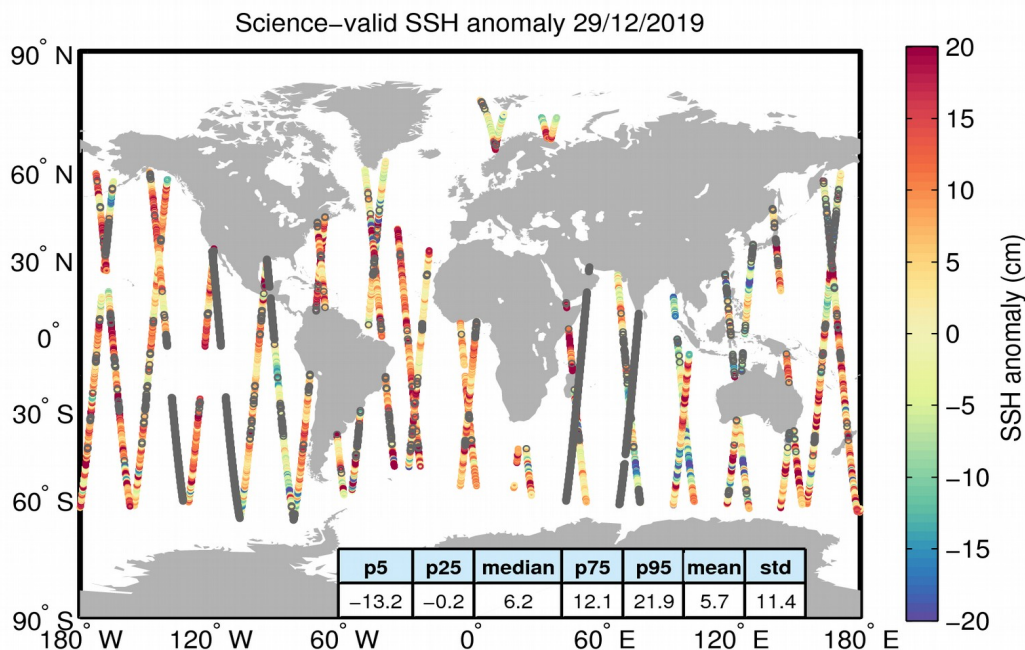 Science−valid SSH anomaly 29/12/2019
90° N
60° N
30° N
0°
30° S
60° S
90° S
180° W
120° W
60° W
0°
60° E
120° E
180° E
p5 p25 median p75 p95 mean std
−13.2 −0.2 6.2 12.1 21.9 5.7 11.4
20
15
10
5
0
−5
−10
−15
−20
SSH anomaly (cm)